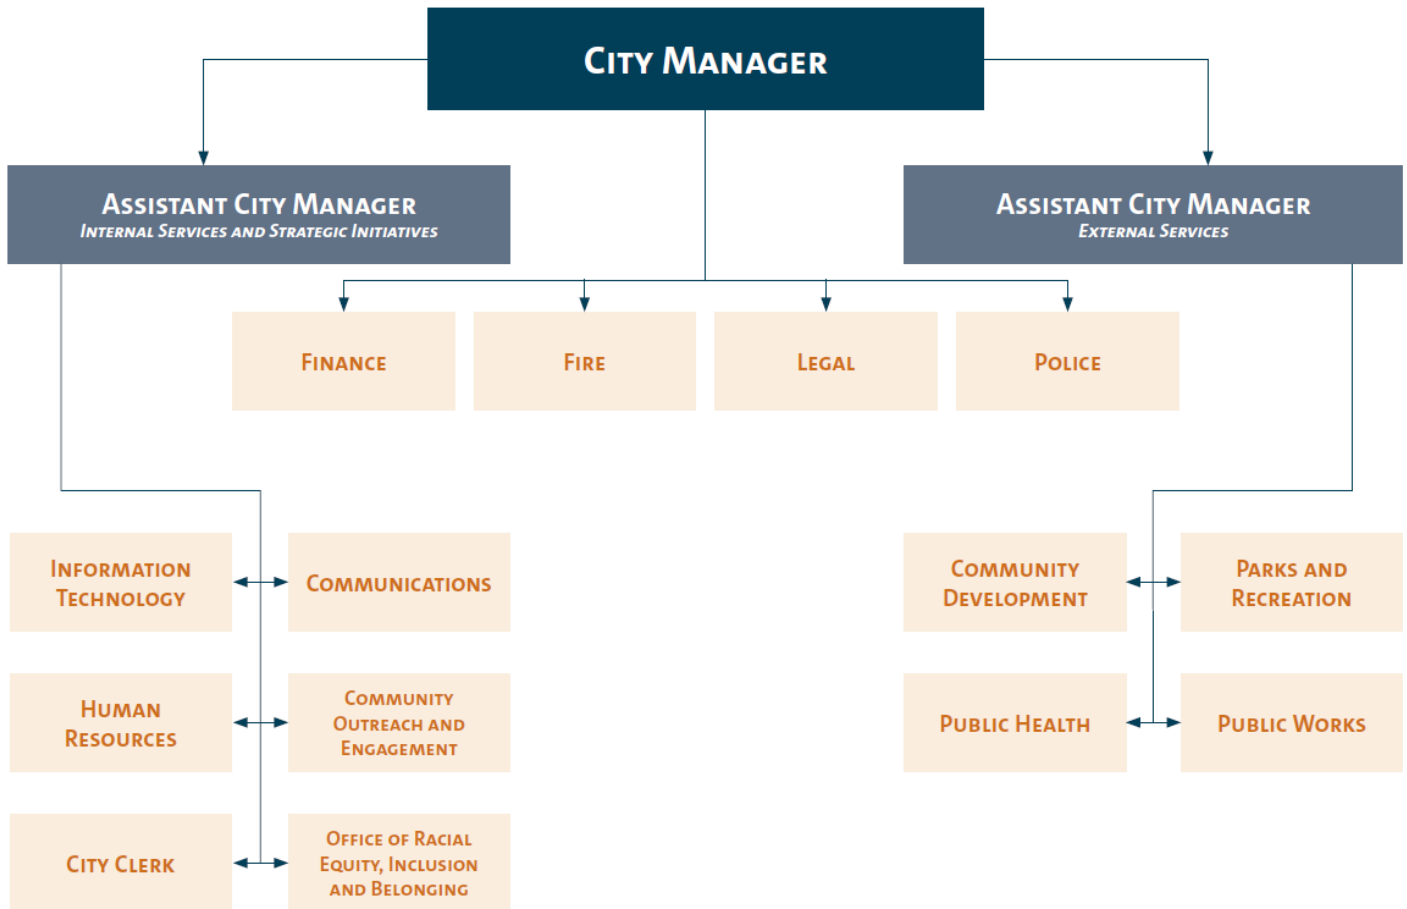 CITY MANAGER
ASSISTANT CITY MANAGER
INTERNAL SERVICES AND STRATEGIC INITIATIVES
ASSISTANT CITY MANAGER
EXTERNAL SERVICES
FINANCE
FIRE
LEGAL
POLICE
INFORMATION
TECHNOLOGY
COMMUNICATIONS
HUMAN
RESOURCES
COMMUNITY
OUTREACH AND
ENGAGEMENT
CITY CLERK
OFFICE OF RACIAL
EQUITY, INCLUSION
AND BELONGING
COMMUNITY
DEVELOPMENT
PARKS AND
RECREATION
PUBLIC HEALTH
PUBLIC WORKS